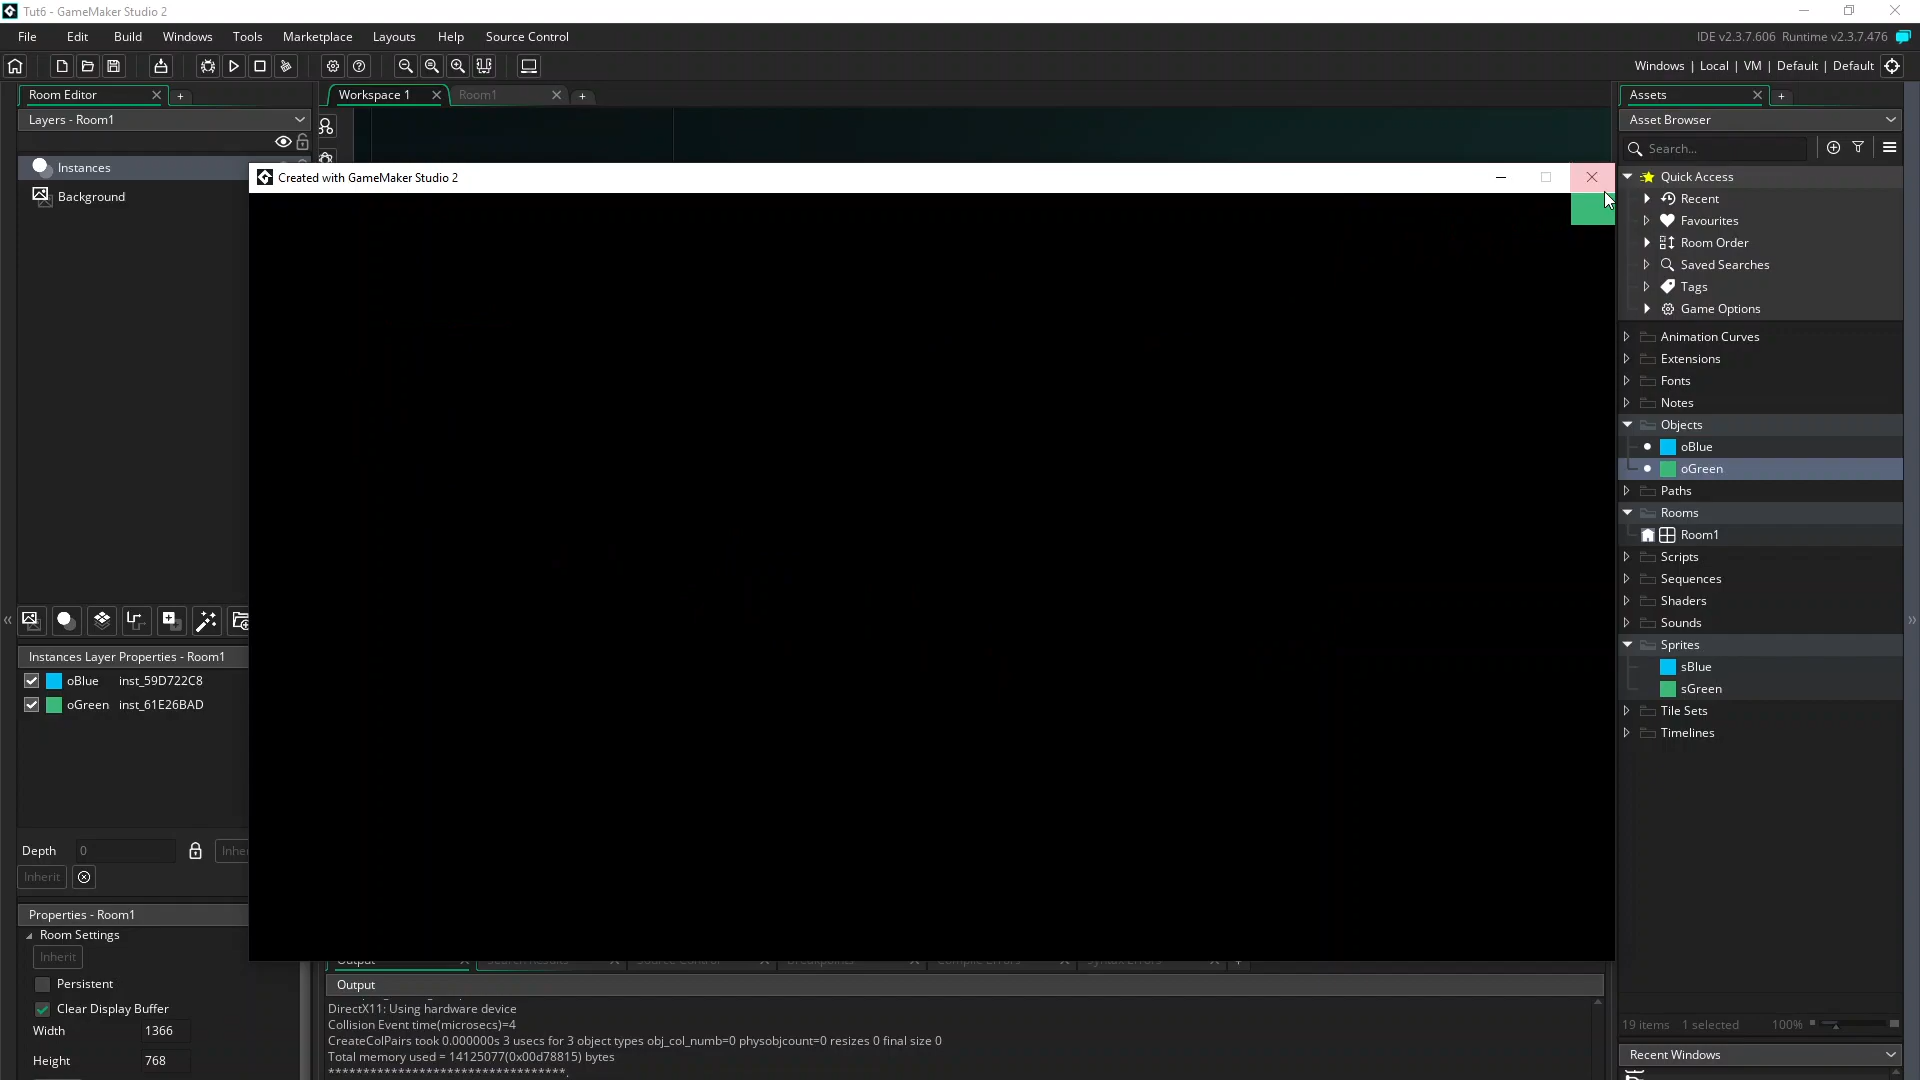 Tut6 - GameMaker Studio 2
File Edit Build Windows Tools Marketplace Layouts Help Source Control
IDE v2.3.7.606 Runtime v2.3.7.476
Windows | Local | VM | Default | Default
Room Editor
Workspace 1
Room1
Assets
Layers - Room1
Asset Browser
Search...
Instances
Background
Created with GameMaker Studio 2
Quick Access
Recent
Favourites
Room Order
Saved Searches
Tags
Game Options
Animation Curves
Extensions
Fonts
Notes
Objects
oBlue
oGreen
Paths
Rooms
Room1
Scripts
Sequences
Shaders
Sounds
Sprites
sBlue
sGreen
Tile Sets
Timelines
Instances Layer Properties - Room1
oBlue inst_59D722C8
oGreen inst_61E26BAD
Depth 0
Inherit
Properties - Room1
Room Settings
Inherit
Persistent
Clear Display Buffer
Width 1366
Height 768
Output
Output
DirectX11: Using hardware device
Collision Event time(microsecs)=4
CreateColPairs took 0.000000s 3 usecs for 3 object types obj_col_numb=0 physobjcount=0 resizes 0 final size 0
Total memory used = 14125077(0x00d78815) bytes
**********************************.
19 items 1 selected 100%
Recent Windows